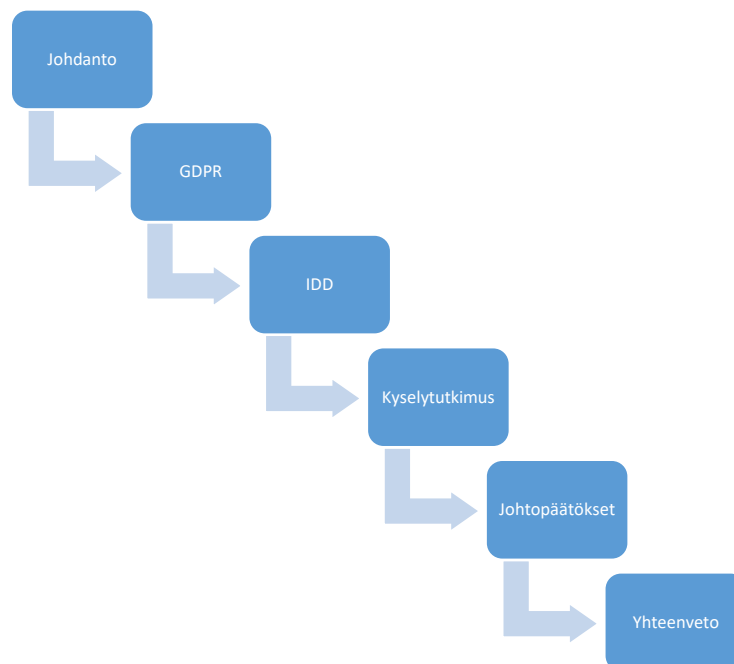 Johdanto
GDPR
IDD
Kyselytutkimus
Johtopäätökset
Yhteenveto